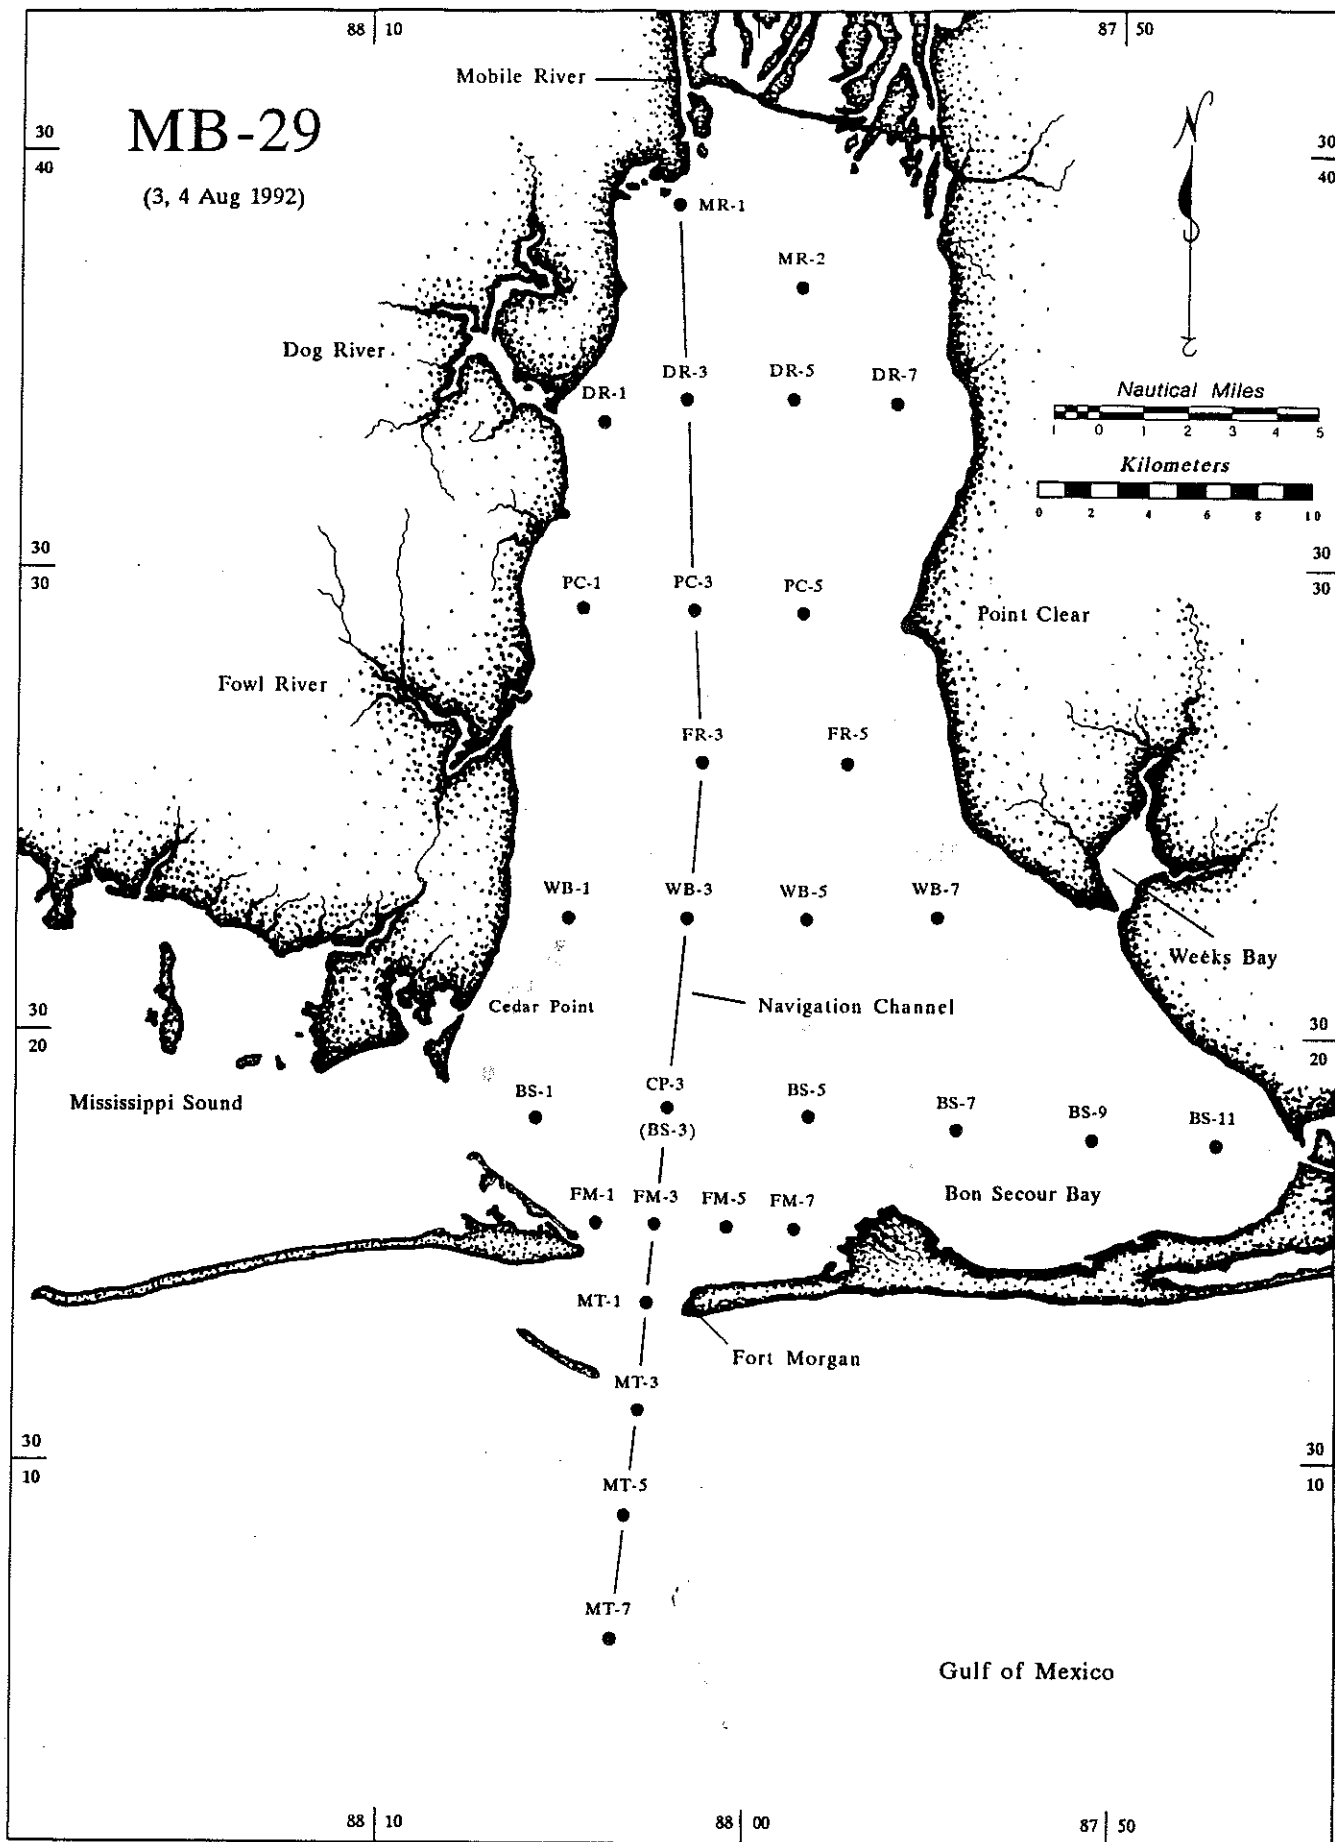 88 10
87 50
Mobile River
MB-29
(3, 4 Aug 1992)
30
40
30
40
N
MR-1
MR-2
Dog River
DR-1
DR-3
DR-5
DR-7
Nautical Miles
1 0 1 2 3 4 5
Kilometers
0 2 4 6 8 10
30
30
30
30
PC-1
PC-3
PC-5
Point Clear
Fowl River
FR-3
FR-5
WB-1
WB-3
WB-5
WB-7
Weeks Bay
Cedar Point
Navigation Channel
30
20
30
20
Mississippi Sound
BS-1
CP-3
(BS-3)
BS-5
BS-7
BS-9
BS-11
FM-1
FM-3
FM-5
FM-7
Bon Secour Bay
MT-1
Fort Morgan
MT-3
30
10
30
10
MT-5
MT-7
Gulf of Mexico
88 10
88 00
87 50